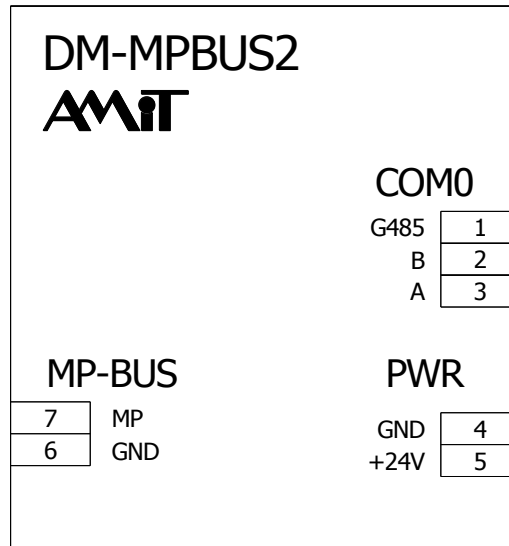 DM-MPBUS2
AMiT
COM0
G485 1
B 2
A 3
MP-BUS
7 MP
6 GND
PWR
GND 4
+24V 5